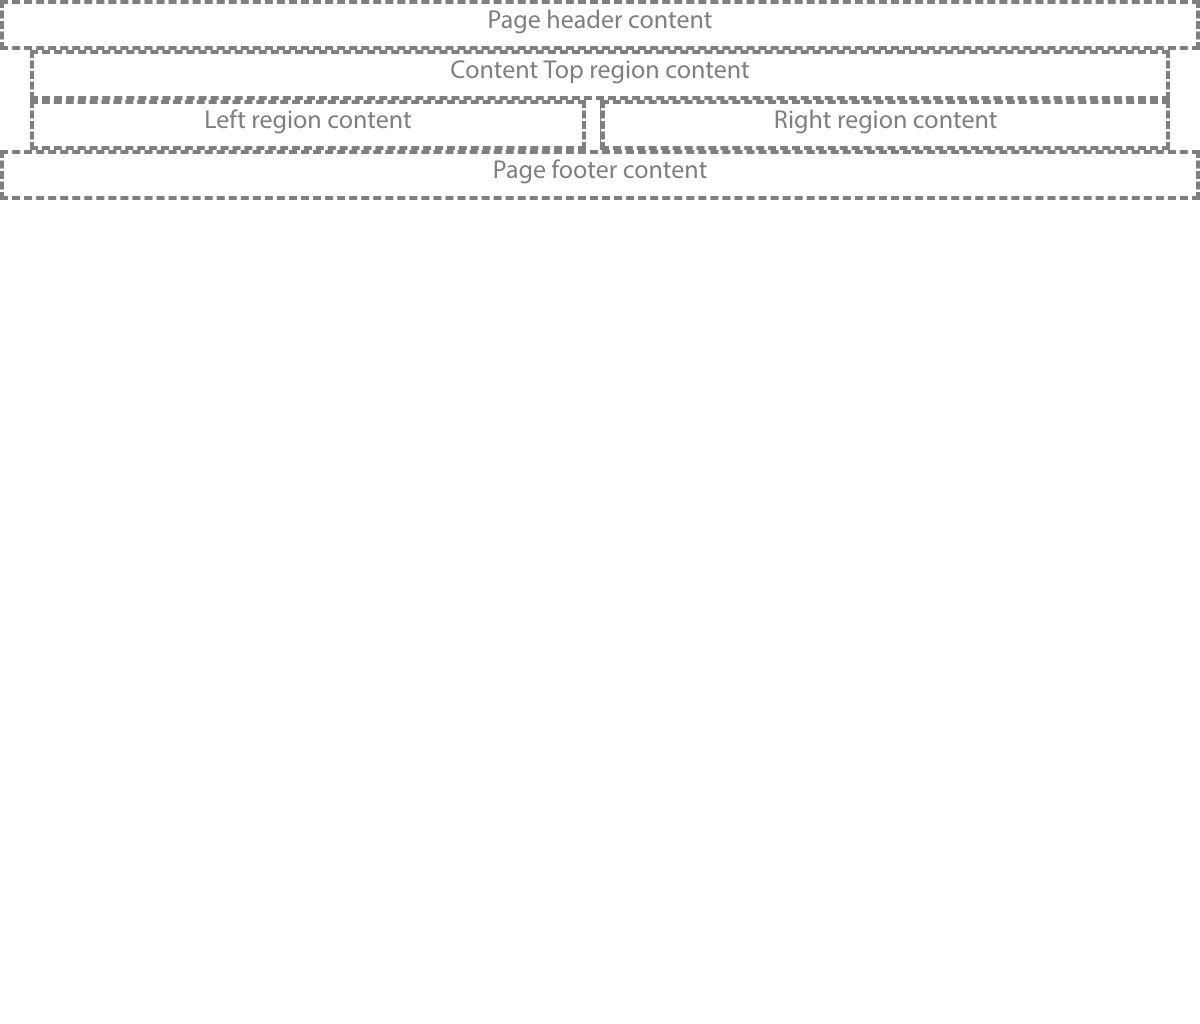 Page header content
Content Top region content
Left region content
Right region content
Page footer content